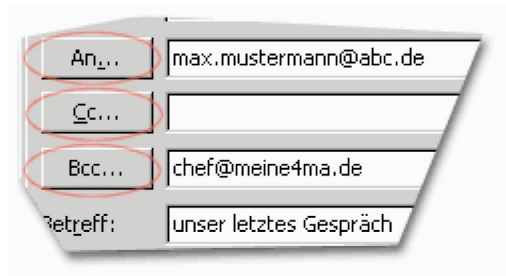 An... max.mustermann@abc.de
Cc...
Bcc... chef@meine4ma.de
Betreff: unser letztes Gespräch